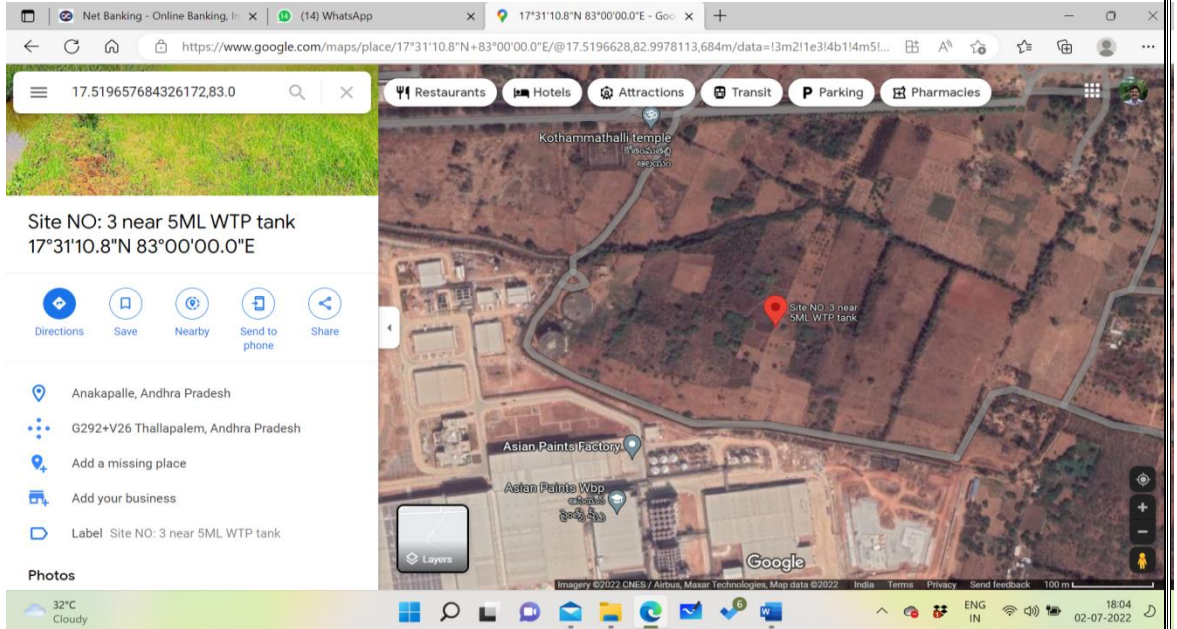 Net Banking - Online Banking, In
(14) WhatsApp
17°31'10.8"N 83°00'00.0"E - Goo
https://www.google.com/maps/place/17°31'10.8"N+83°00'00.0"E/@17.5196628,82.9978113,684m/data=!3m2!1e3!4b1!4m5!...
17.519657684326172,83.0
Restaurants
Hotels
Attractions
Transit
Parking
Pharmacies
Site NO: 3 near 5ML WTP tank
17°31'10.8"N 83°00'00.0"E
Directions
Save
Nearby
Send to
phone
Share
Anakapalle, Andhra Pradesh
G292+V26 Thallapalem, Andhra Pradesh
Add a missing place
Add your business
Label Site NO: 3 near 5ML WTP tank
Photos
Kothammathalli temple
కోతంమతల్లి
ఆలయం
Site NO: 3 near
5ML WTP tank
Asian Paints Factory
Asian Paints Wbp
Layers
Google
Imagery ©2022 CNES / Airbus, Maxar Technologies, Map data ©2022 India Terms Privacy Send feedback 100 m
32°C
Cloudy
6
ENG
IN
18:04
02-07-2022